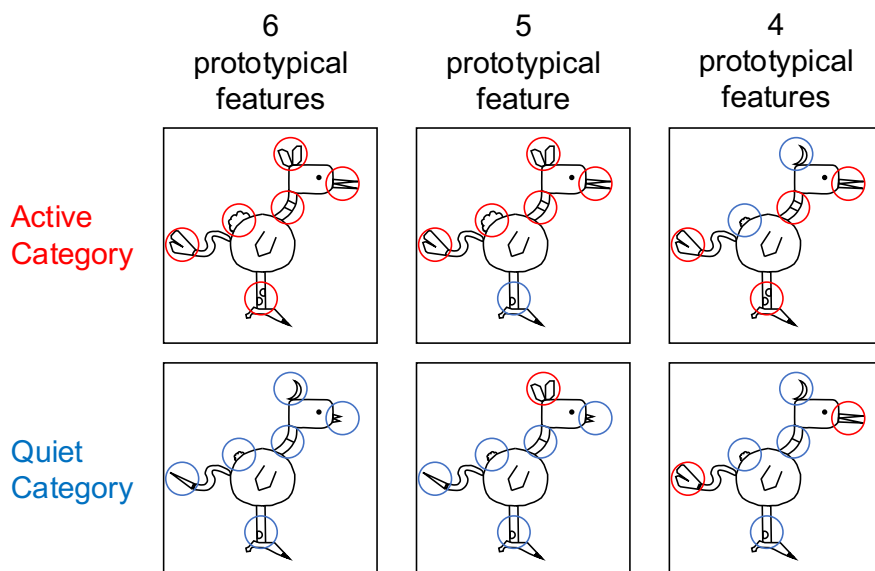 6
prototypical
features
5
prototypical
feature
4
prototypical
features
Active
Category
Quiet
Category